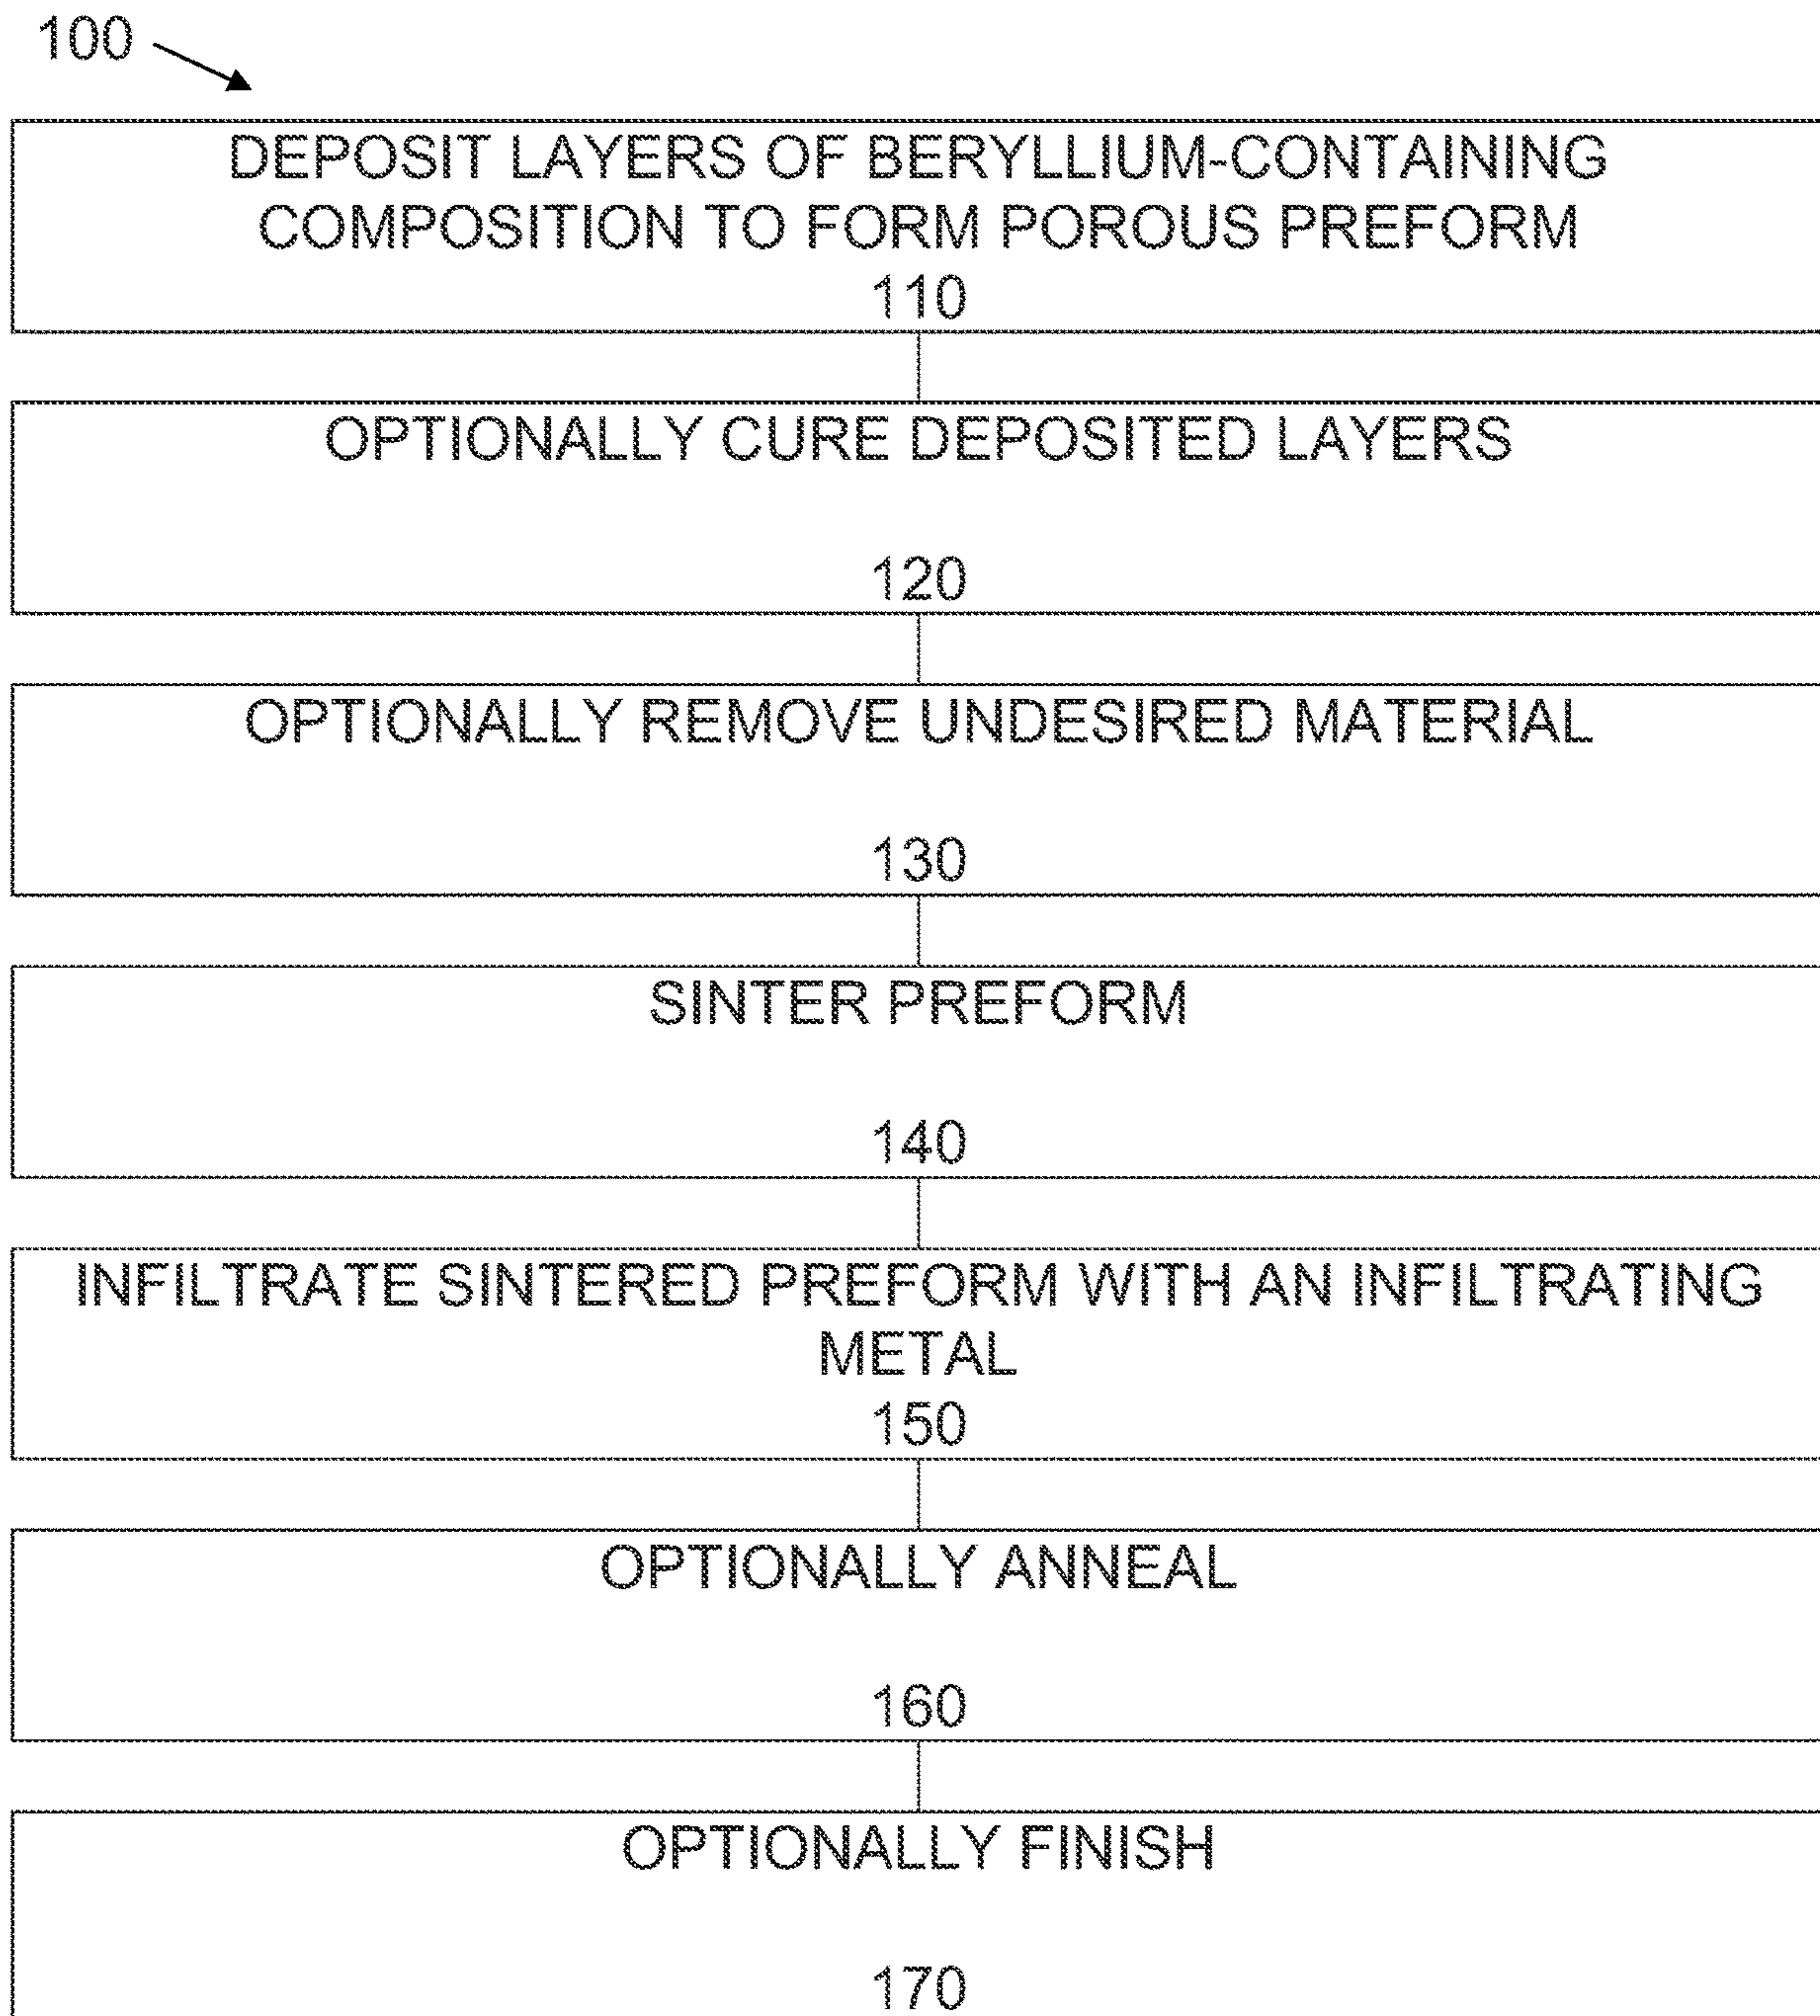 100
DEPOSIT LAYERS OF BERYLLIUM-CONTAINING
COMPOSITION TO FORM POROUS PREFORM
110
OPTIONALLY CURE DEPOSITED LAYERS
120
OPTIONALLY REMOVE UNDESIRED MATERIAL
130
SINTER PREFORM
140
INFILTRATE SINTERED PREFORM WITH AN INFILTRATING
METAL
150
OPTIONALLY ANNEAL
160
OPTIONALLY FINISH
170